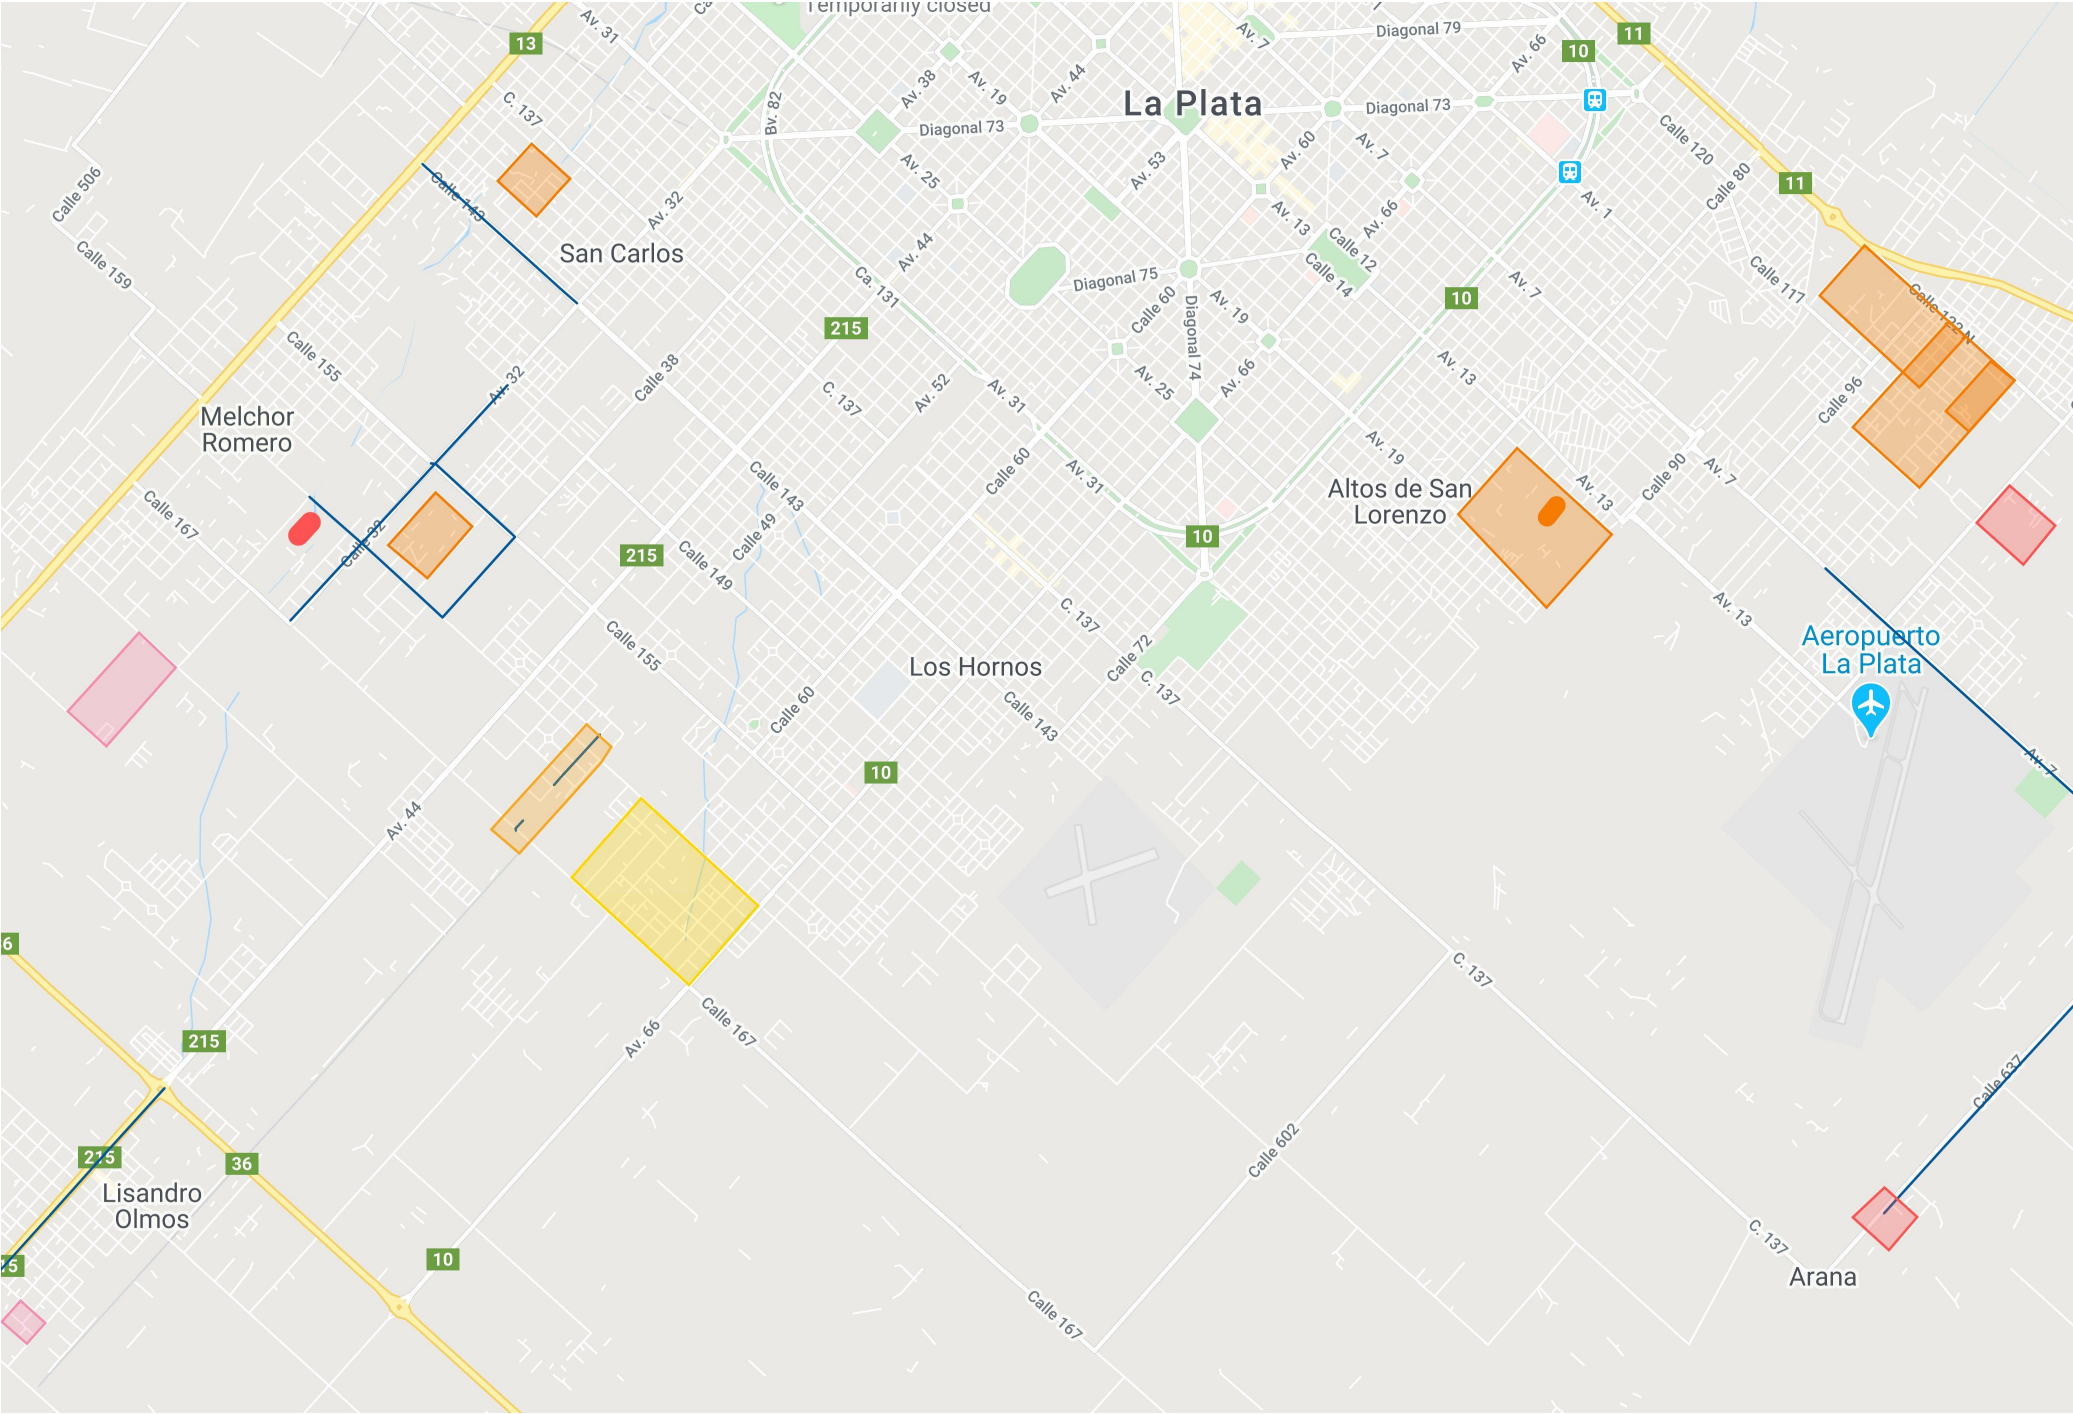 Temporarily closed
Av. 31
13
Av. 7
Diagonal 79
Av. 66
10
11
C. 137
Bv. 82
Av. 38
Av. 19
Av. 44
La Plata
Diagonal 73
Diagonal 73
Calle 120
Av. 25
Av. 53
Av. 60
Av. 7
Calle 80
11
Calle 506
Calle 143
Av. 32
Av. 1
San Carlos
Av. 13
Av. 66
Calle 12
Calle 14
Av. 44
Calle 159
Ca. 131
Diagonal 75
Calle 60
Diagonal 74
Av. 19
10
Av. 7
Calle 117
Calle 122 N
215
Calle 155
Calle 38
Av. 32
C. 137
Av. 52
Av. 31
Av. 25
Av. 66
Av. 13
Calle 96
Melchor
Romero
Calle 143
Calle 60
Av. 31
Av. 19
Altos de San
Lorenzo
Av. 13
Calle 90
Av. 7
Calle 167
Calle 32
215
Calle 149
Calle 49
10
Calle 155
C. 137
Calle 72
C. 137
Av. 13
Aeropuerto
La Plata
Los Hornos
Calle 60
Calle 143
10
Av. 7
Av. 44
6
215
Av. 66
Calle 167
C. 137
Calle 637
215
36
Lisandro
Olmos
Calle 602
10
C. 137
Arana
Calle 167